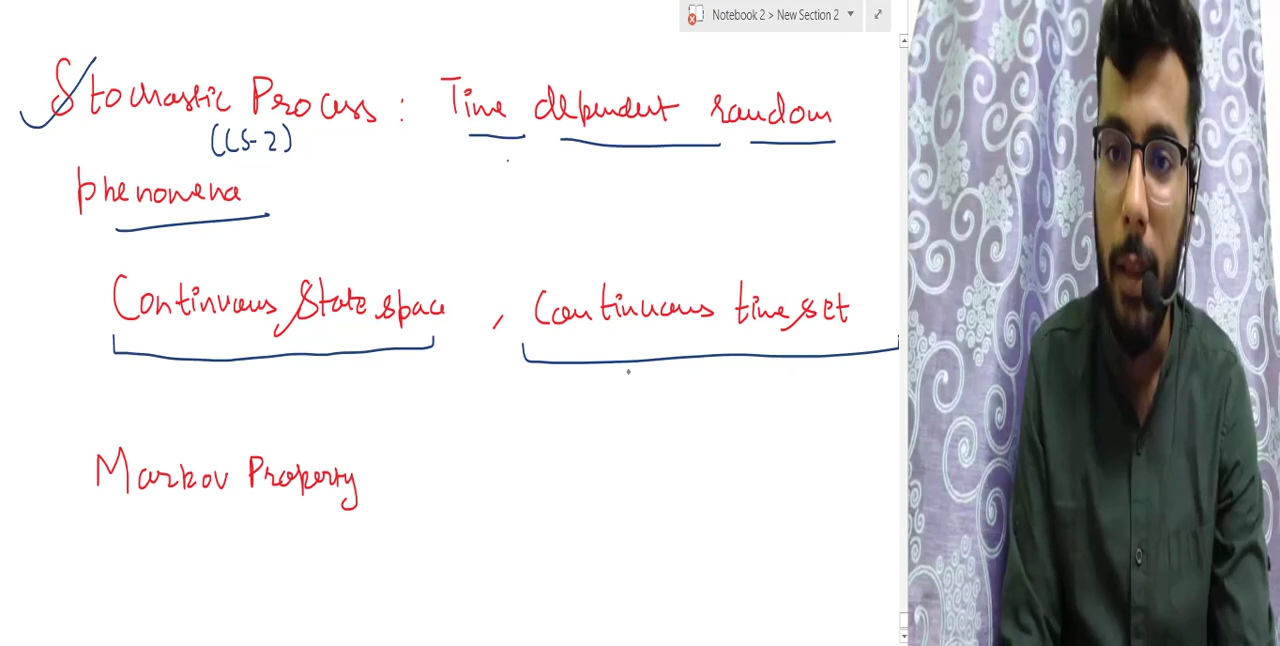 Notebook 2 > New Section 2
Stochastic Process : Time dependent random
(CS-2)
phenomena
Continuous State space , Continuous time set
Markov Property